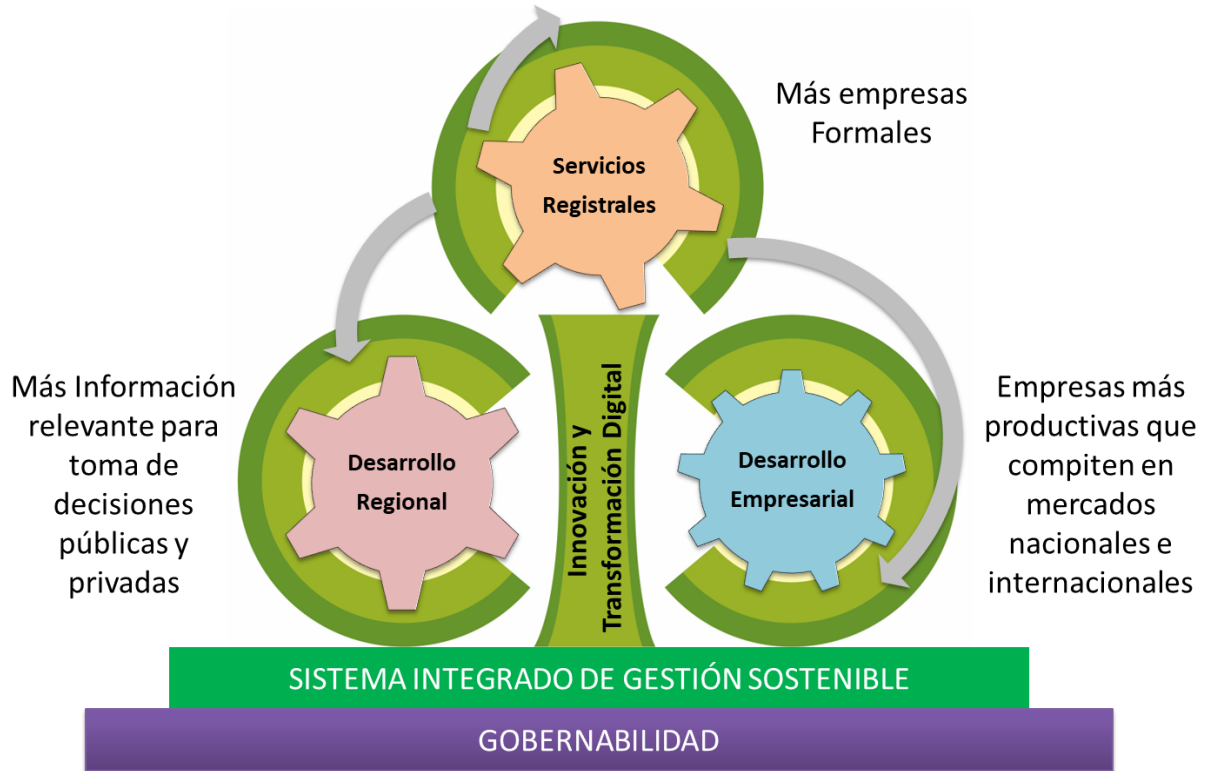 Más empresas
Formales
Servicios
Registrales
Más Información
relevante para
toma de
decisiones
públicas y
privadas
Desarrollo
Regional
Innovación y
Transformación Digital
Desarrollo
Empresarial
Empresas más
productivas que
compiten en
mercados
nacionales e
internacionales
SISTEMA INTEGRADO DE GESTIÓN SOSTENIBLE
GOBERNABILIDAD